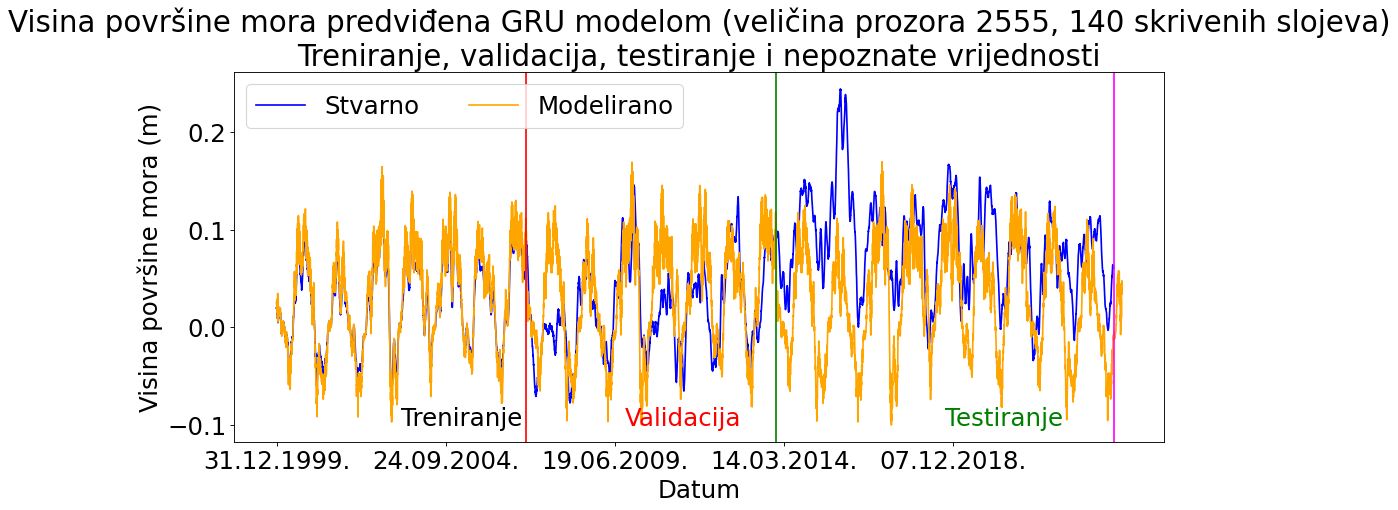 Visina površine mora predviđena GRU modelom (veličina prozora 2555, 140 skrivenih slojeva)
Treniranje, validacija, testiranje i nepoznate vrijednosti
Stvarno
Modelirano
Visina površine mora (m)
0.2
0.1
0.0
−0.1
Treniranje
Validacija
Testiranje
31.12.1999.
24.09.2004.
19.06.2009.
14.03.2014.
07.12.2018.
Datum